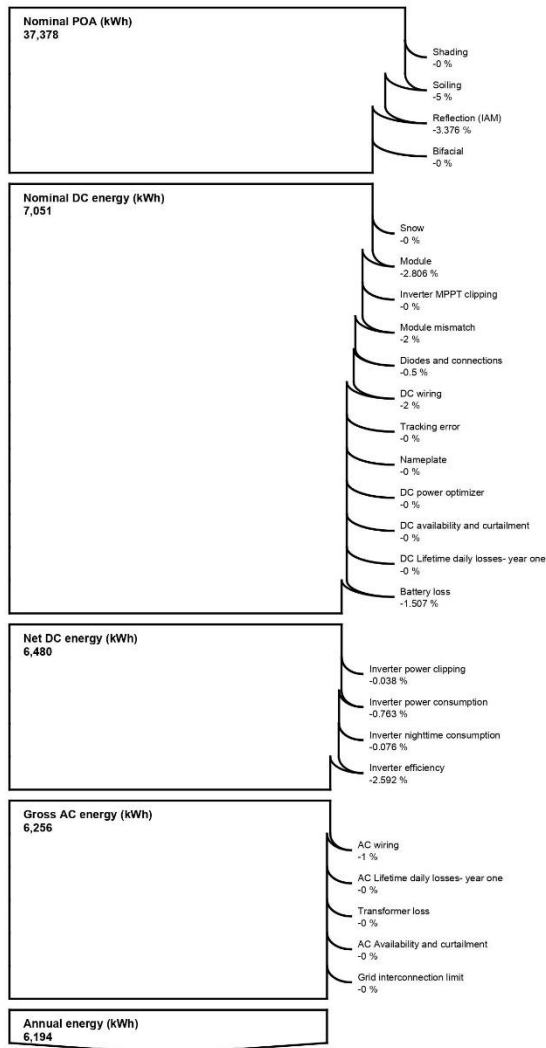 Nominal POA (kWh)
37,378
Shading
-0 %
Soiling
-5 %
Reflection (IAM)
-3.376 %
Bifacial
-0 %
Nominal DC energy (kWh)
7,051
Snow
-0 %
Module
-2.806 %
Inverter MPPT clipping
-0 %
Module mismatch
-2 %
Diodes and connections
-0.5 %
DC wiring
-2 %
Tracking error
-0 %
Nameplate
-0 %
DC power optimizer
-0 %
DC availability and curtailment
-0 %
DC Lifetime daily losses- year one
-0 %
Battery loss
-1.507 %
Net DC energy (kWh)
6,480
Inverter power clipping
-0.038 %
Inverter power consumption
-0.763 %
Inverter nighttime consumption
-0.076 %
Inverter efficiency
-2.592 %
Gross AC energy (kWh)
6,256
AC wiring
-1 %
AC Lifetime daily losses- year one
-0 %
Transformer loss
-0 %
AC Availability and curtailment
-0 %
Grid interconnection limit
-0 %
Annual energy (kWh)
6,194